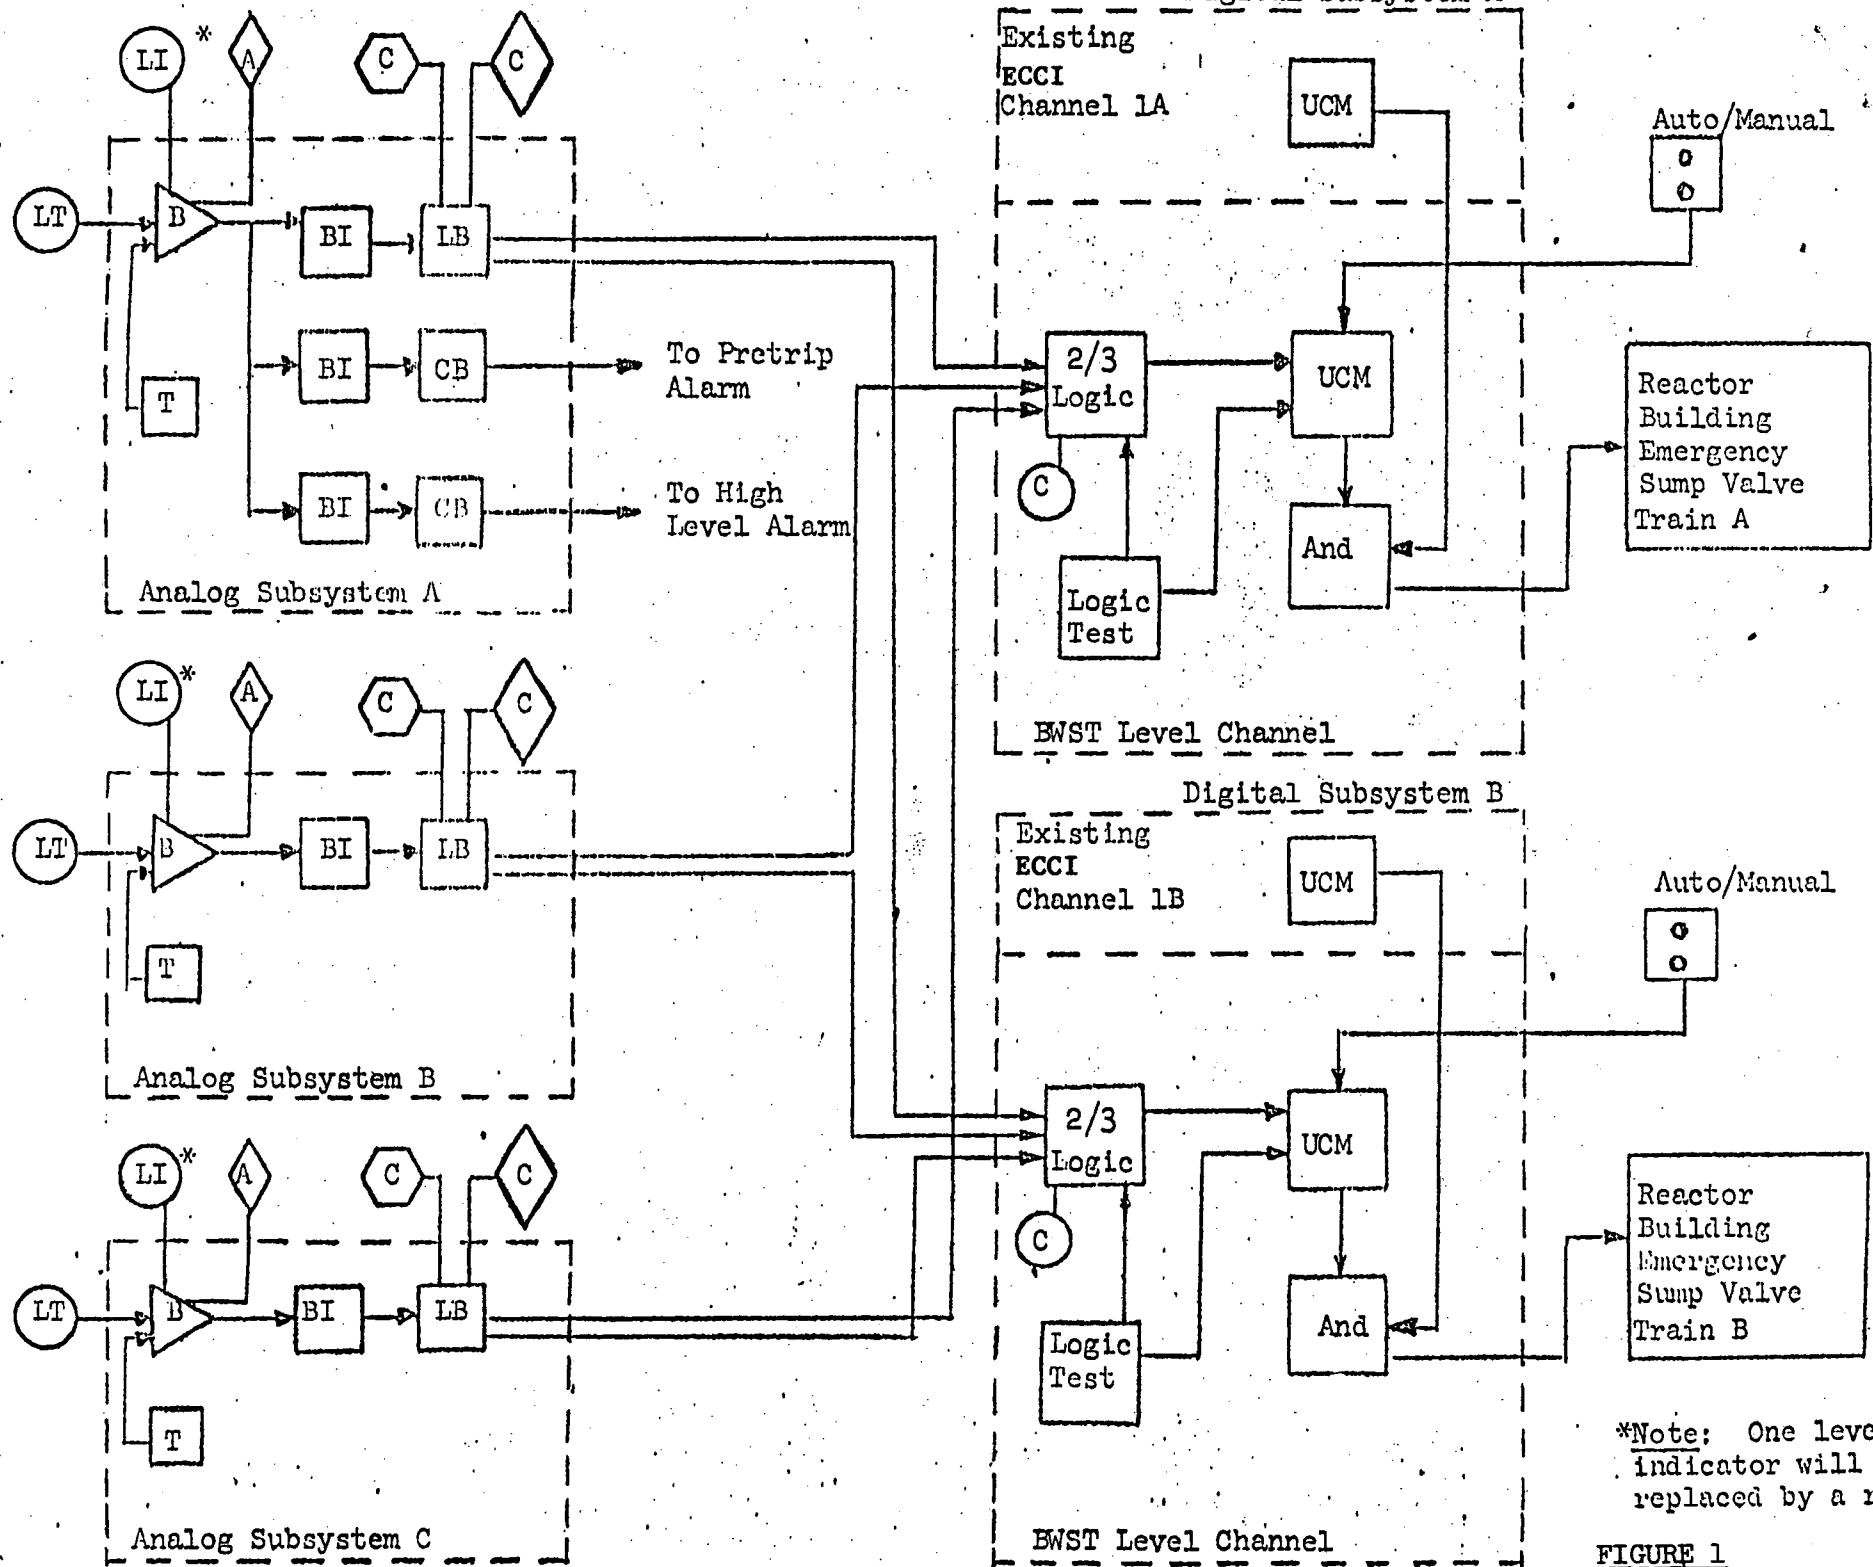 LI *
A
C
C
LT
B
BI
LB
BI
CB
To Pretrip
Alarm
T
BI
CB
To High
Level Alarm
Analog Subsystem A
LI *
A
C
C
LT
B
BI
LB
T
Analog Subsystem B
LI *
A
C
C
LT
B
BI
LB
T
Analog Subsystem C
Existing
ECCI
Channel 1A
UCM
Auto/Manual
2/3
Logic
UCM
C
And
Logic
Test
BWST Level Channel
Reactor
Building
Emergency
Sump Valve
Train A
Digital Subsystem B
Existing
ECCI
Channel 1B
UCM
Auto/Manual
2/3
Logic
UCM
C
And
Logic
Test
BWST Level Channel
Reactor
Building
Emergency
Sump Valve
Train B
*Note: One
indicator will
replaced by a
FIGURE 1